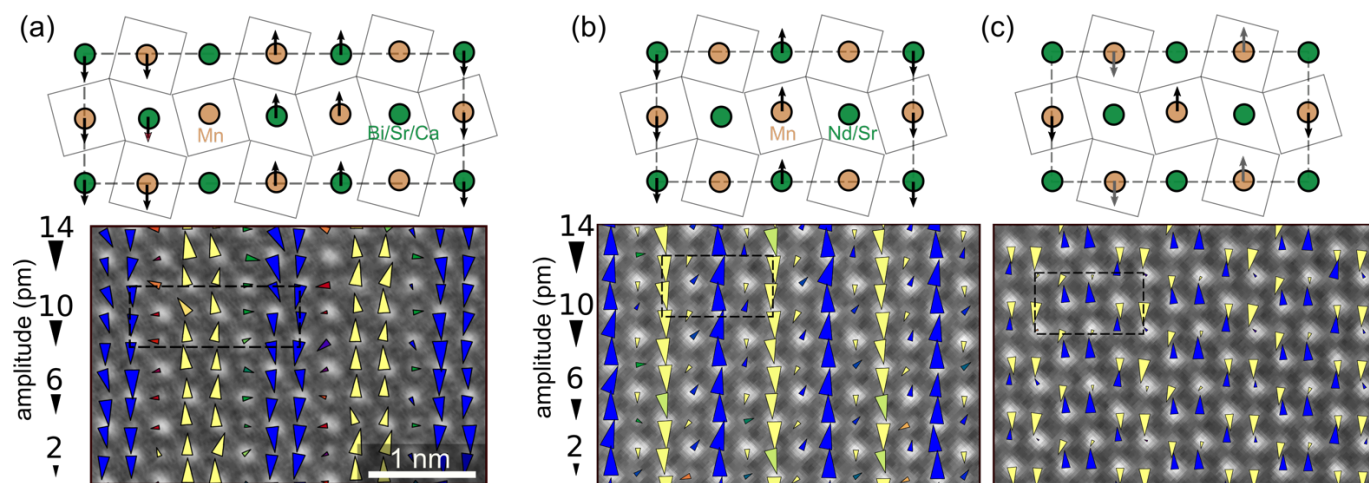 (a)
(b)
(c)
Mn
Bi/Sr/Ca
Mn
Nd/Sr
14
10
6
2
amplitude (pm)
1 nm
14
10
6
2
amplitude (pm)